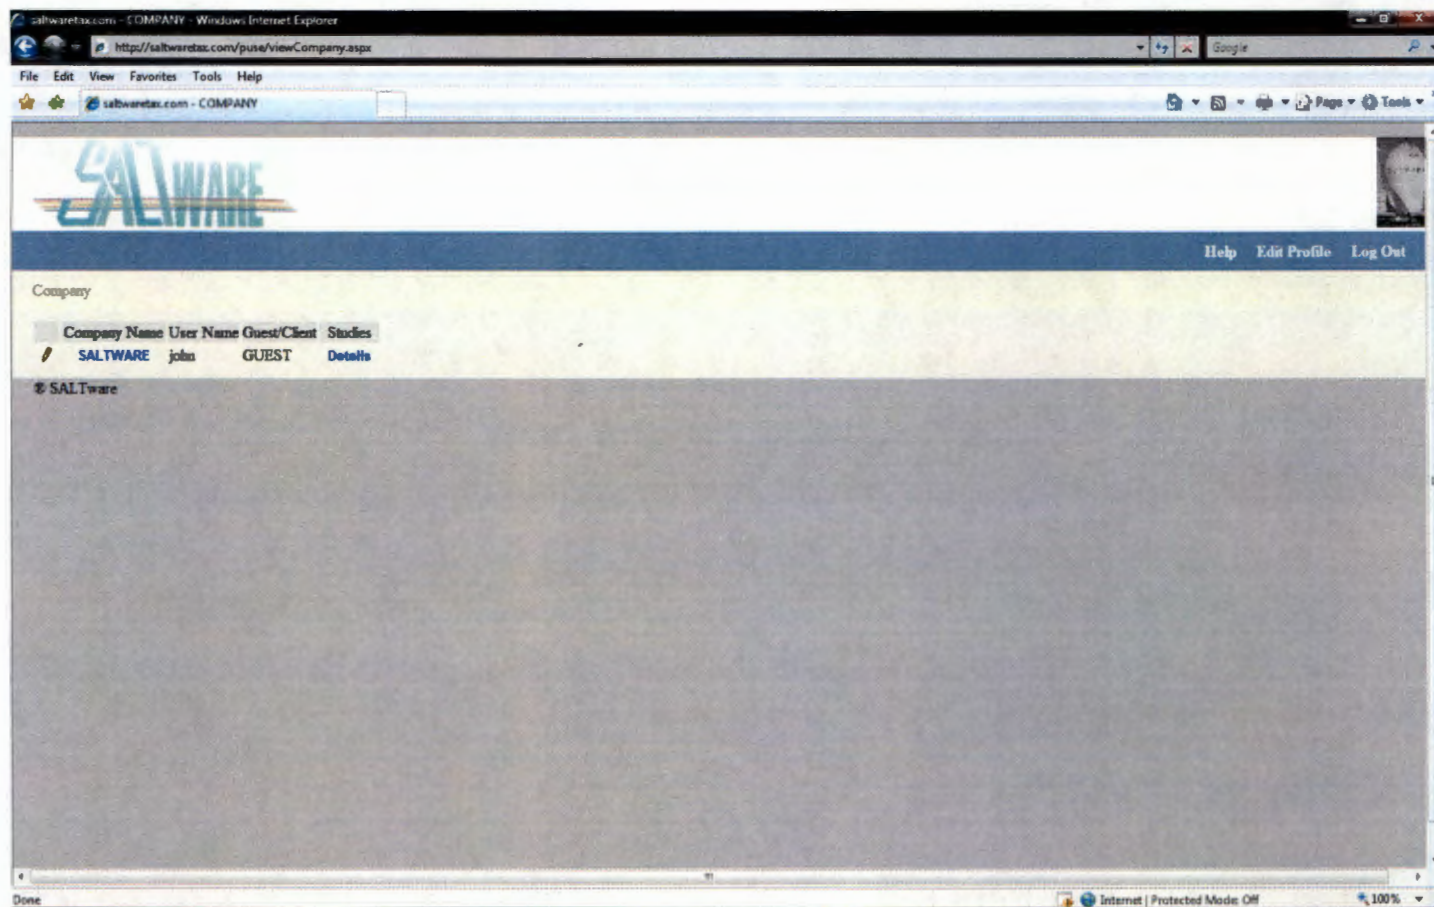 saltwaretax.com - COMPANY - Windows Internet Explorer
http://saltwaretax.com/puse/viewCompany.aspx
Google
File Edit View Favorites Tools Help
saltwaretax.com - COMPANY
Page Tools
SALTWARE
Help Edit Profile Log Out
Company
Company Name User Name Guest/Client Studies
SALTWARE john GUEST Details
® SALTware
Done
Internet | Protected Mode: Off
100%